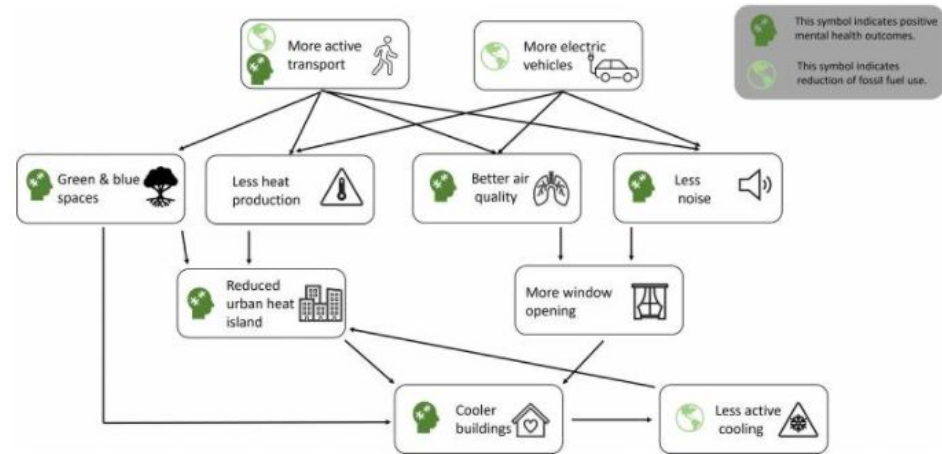 More active
transport
More electric
vehicles
This symbol indicates positive
mental health outcomes.
This symbol indicates
reduction of fossil fuel use.
Green & blue
spaces
Less heat
production
Better air
quality
Less
noise
Reduced
urban heat
island
More window
opening
Cooler
buildings
Less active
cooling